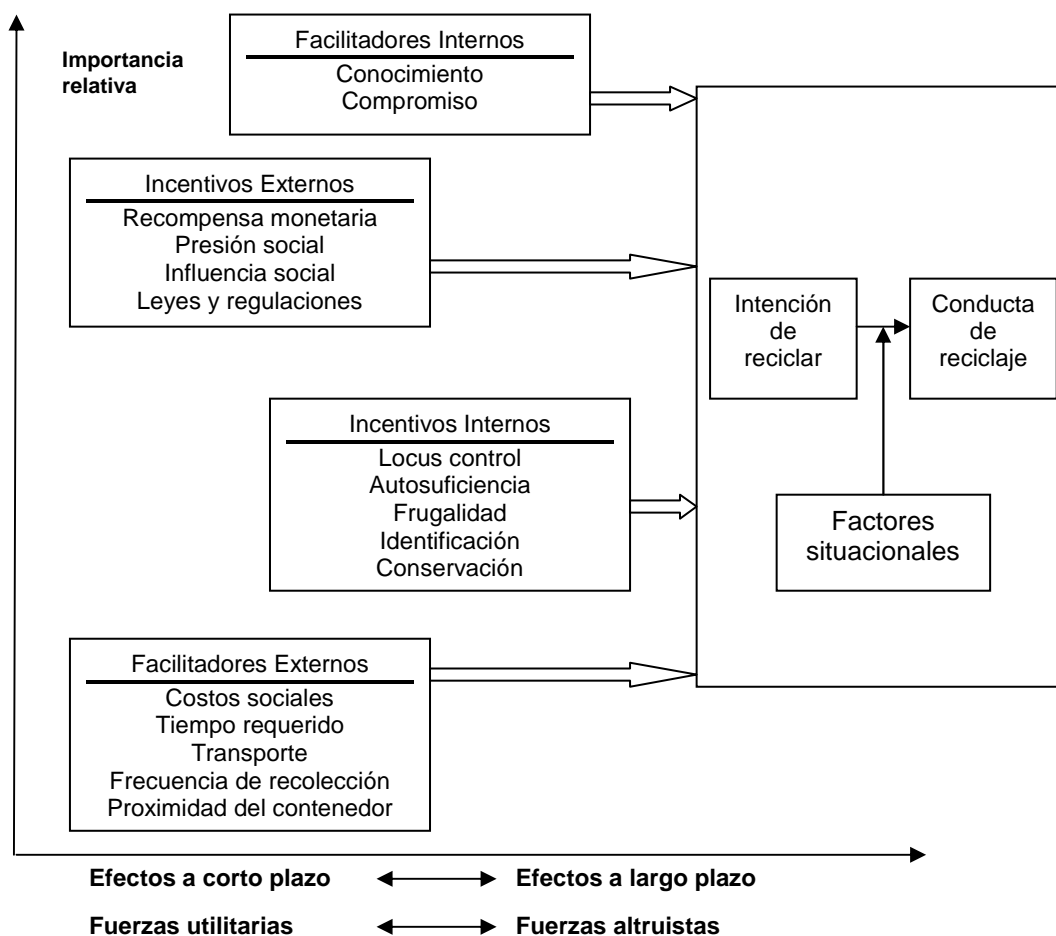 Importancia
relativa
Facilitadores Internos
Conocimiento
Compromiso
Incentivos Externos
Recompensa monetaria
Presión social
Influencia social
Leyes y regulaciones
Incentivos Internos
Locus control
Autosuficiencia
Frugalidad
Identificación
Conservación
Facilitadores Externos
Costos sociales
Tiempo requerido
Transporte
Frecuencia de recolección
Proximidad del contenedor
Intención
de
reciclar
Conducta
de
reciclaje
Factores
situacionales
Efectos a corto plazo Efectos a largo plazo
Fuerzas utilitarias Fuerzas altruistas